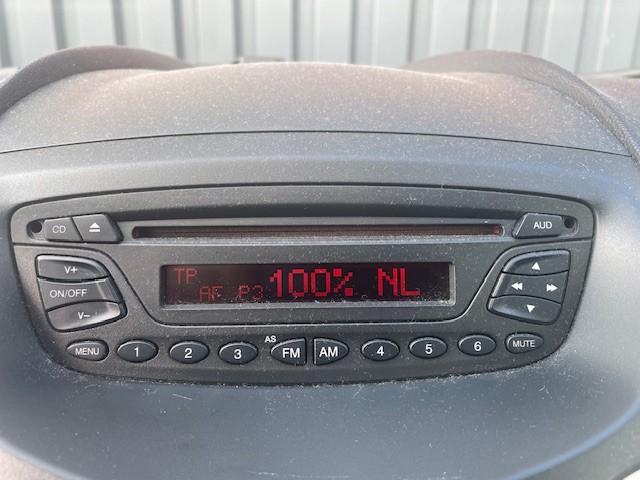 CD AUD
V+ TP
ON/OFF AF P3 100% NL
V-
AS
MENU 1 2 3 FM AM 4 5 6 MUTE